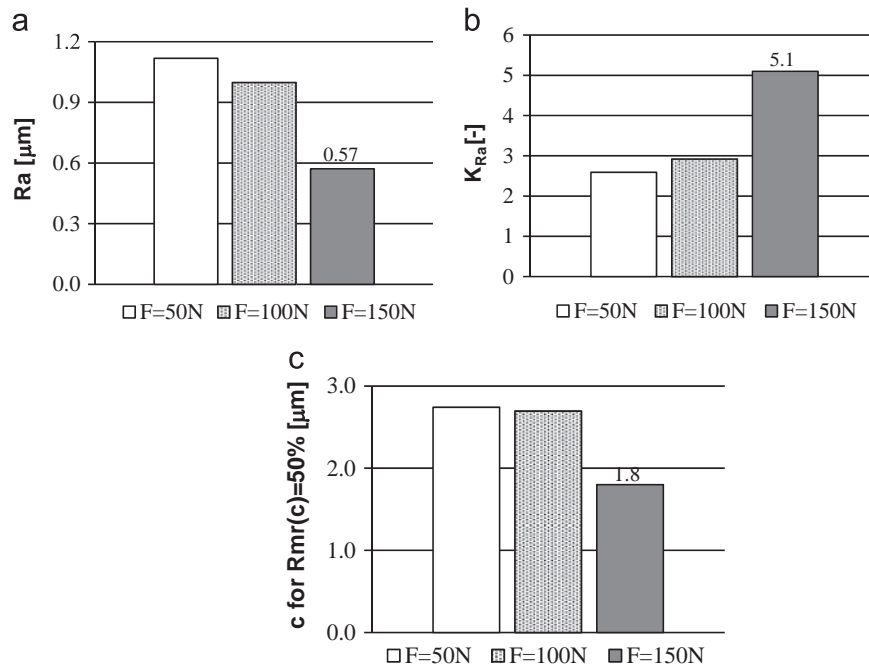 a
Ra [μm]
1.2
0.9
0.6
0.3
0.0
0.57
F=50N F=100N F=150N
b
K_Ra[-]
6
5
4
3
2
1
0
5.1
F=50N F=100N F=150N
c
c for Rmr(c)=50% [μm]
3.0
2.0
1.0
0.0
1.8
F=50N F=100N F=150N